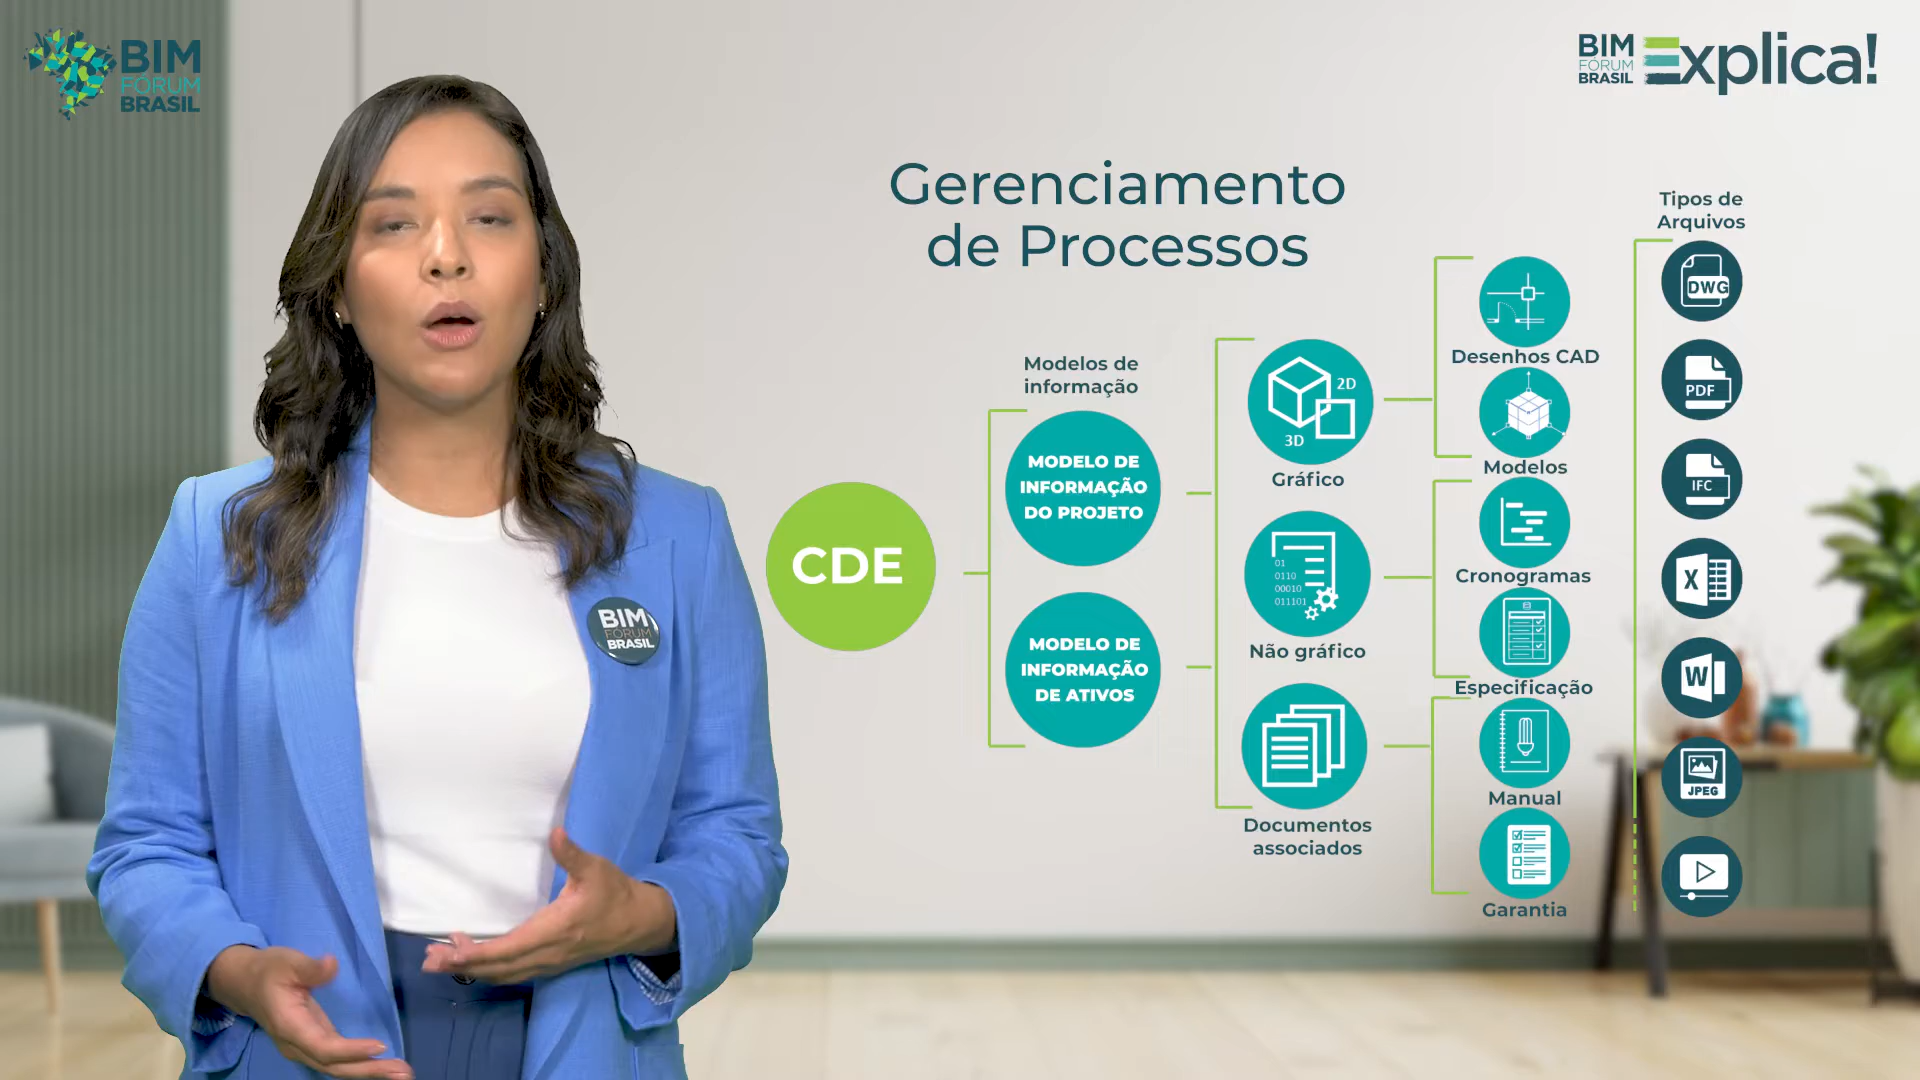 BIM
FÓRUM
BRASIL
BIM
FÓRUM
BRASIL
Explica!
Gerenciamento
de Processos
CDE
Modelos de
informação
MODELO DE
INFORMAÇÃO
DO PROJETO
MODELO DE
INFORMAÇÃO
DE ATIVOS
2D
3D
Gráfico
01
0110
00010
011101
Não gráfico
Documentos
associados
Desenhos CAD
Modelos
Cronogramas
Especificação
Manual
Garantia
Tipos de
Arquivos
DWG
PDF
IFC
X
W
JPEG
BIM
FÓRUM
BRASIL